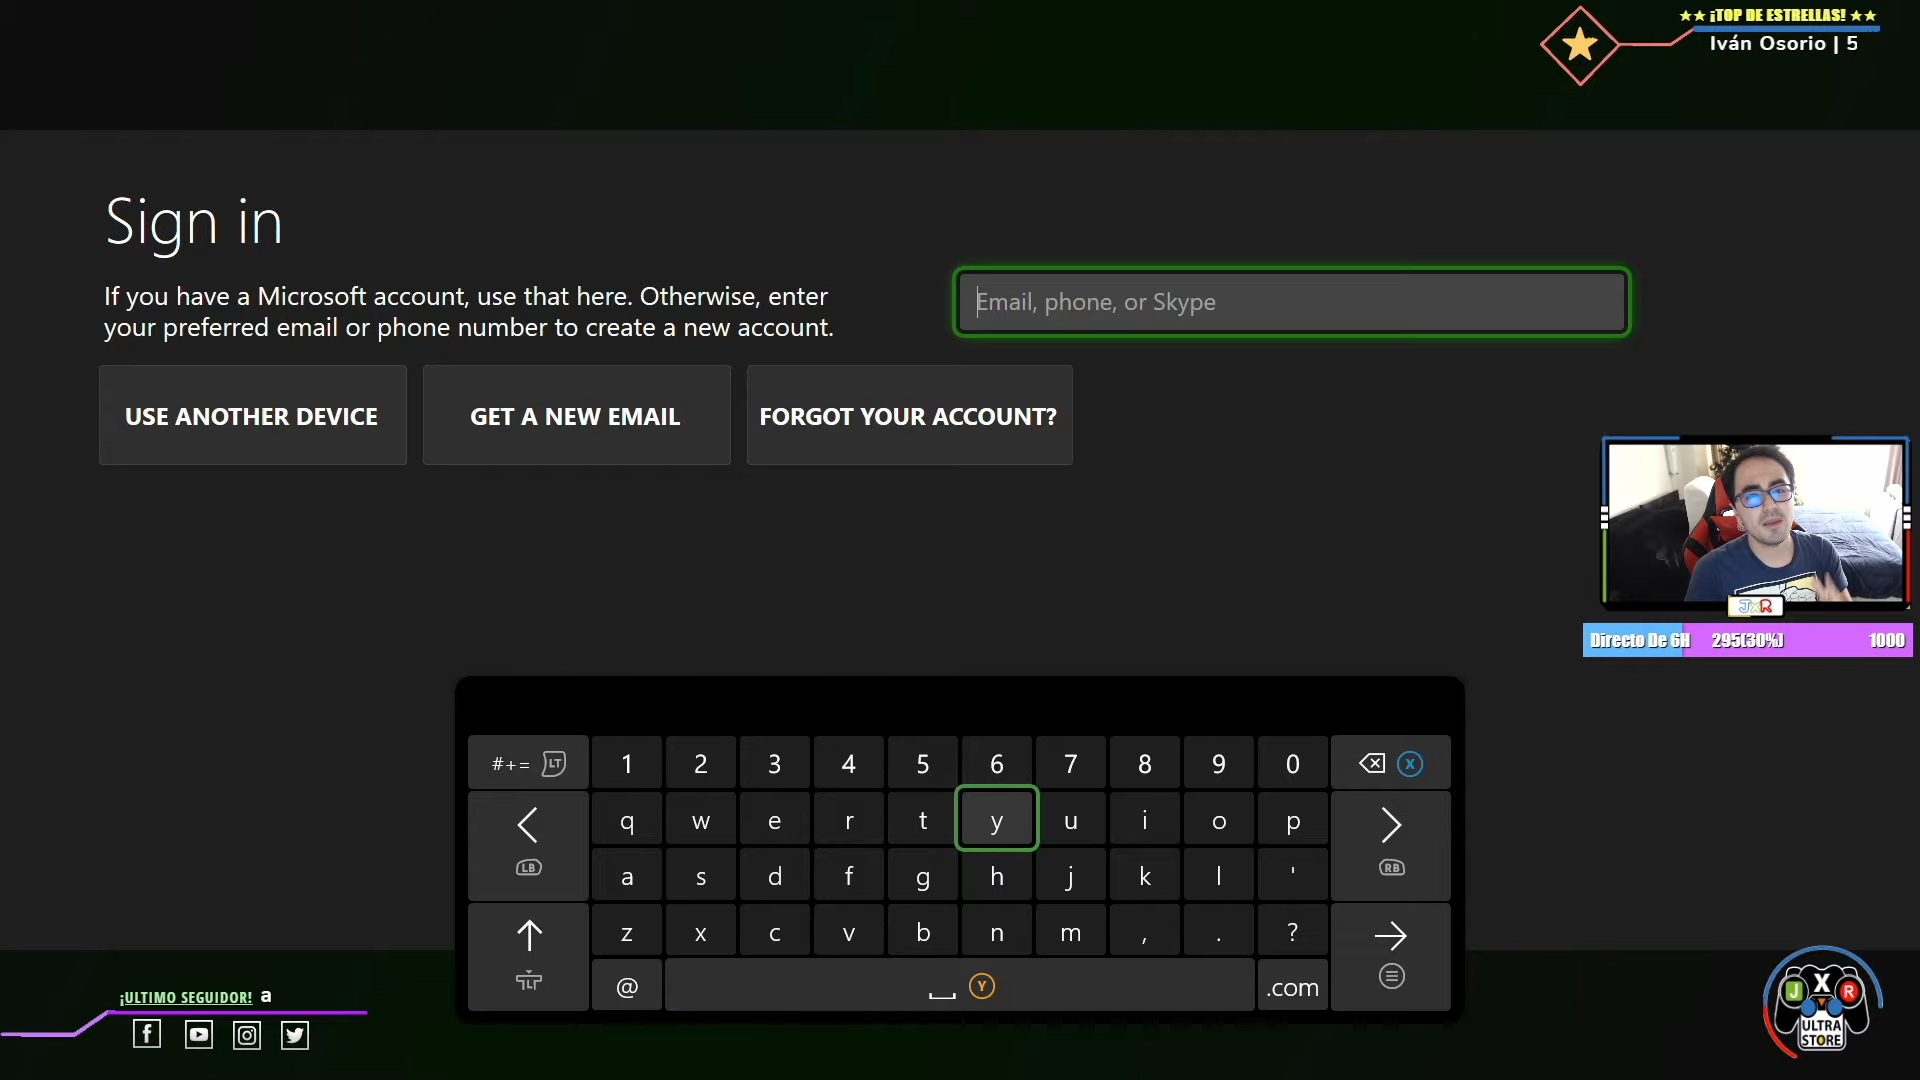 ★★ ¡TOP DE ESTRELLAS! ★★
Iván Osorio | 5
Sign in
If you have a Microsoft account, use that here. Otherwise, enter
your preferred email or phone number to create a new account.
Email, phone, or Skype
USE ANOTHER DEVICE
GET A NEW EMAIL
FORGOT YOUR ACCOUNT?
JxR
Directo De 6H 295(30%) 1000
#+= LT 1 2 3 4 5 6 7 8 9 0 X
q w e r t y u i o p
LB a s d f g h j k l ' RB
z x c v b n m , . ?
@ Y .com
¡ULTIMO SEGUIDOR! a
J X R
ULTRA
STORE